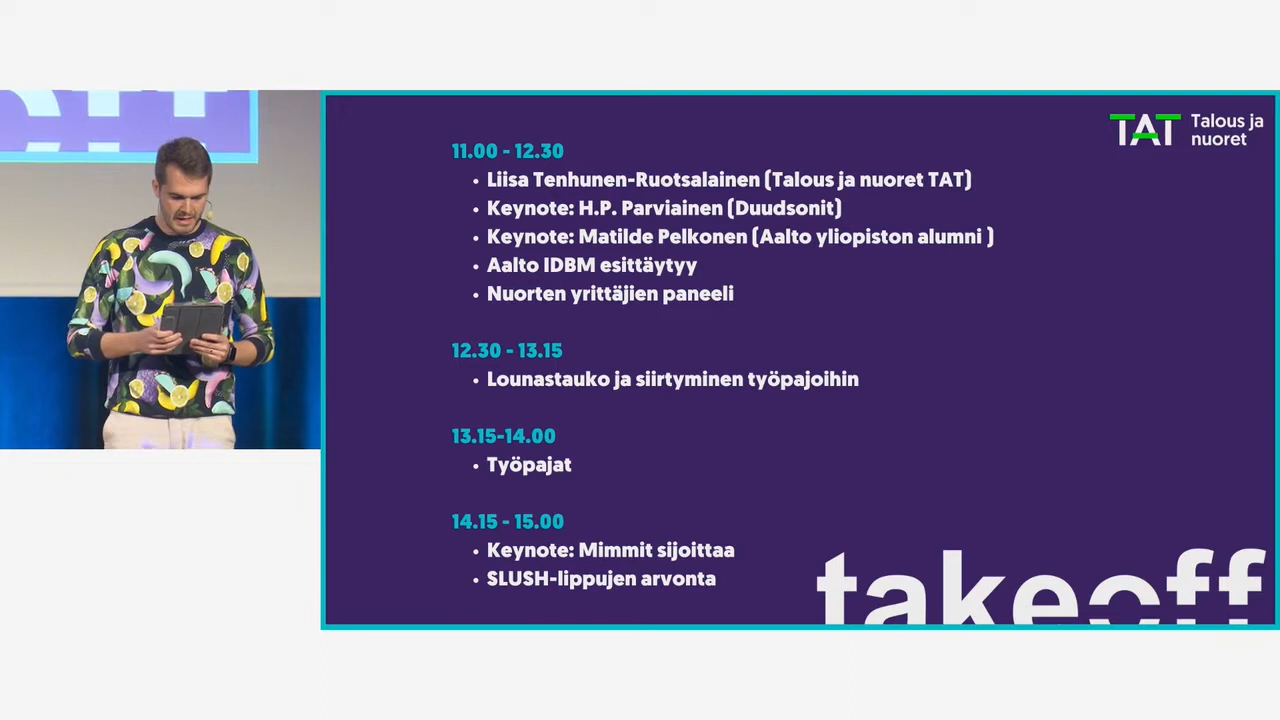 TAT Talous ja
nuoret
11.00 - 12.30
• Liisa Tenhunen-Ruotsalainen (Talous ja nuoret TAT)
• Keynote: H.P. Parviainen (Duudsonit)
• Keynote: Matilde Pelkonen (Aalto yliopiston alumni )
• Aalto IDBM esittäytyy
• Nuorten yrittäjien paneeli
12.30 - 13.15
• Lounastauko ja siirtyminen työpajoihin
13.15-14.00
• Työpajat
14.15 - 15.00
• Keynote: Mimmit sijoittaa
• SLUSH-lippujen arvonta
takeoff